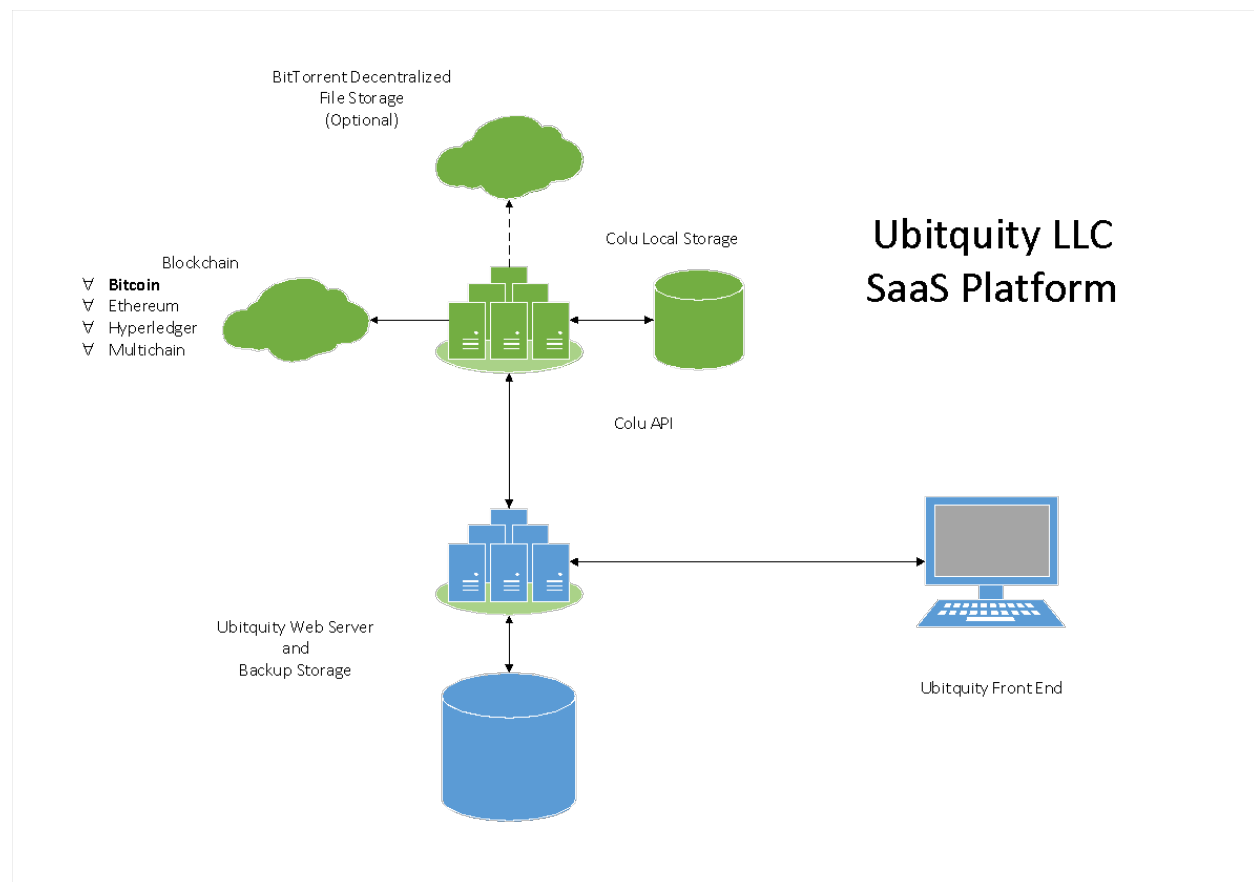 BitTorrent Decentralized
File Storage
(Optional)
Colu Local Storage
Ubitquity LLC
SaaS Platform
Blockchain
∀ Bitcoin
∀ Ethereum
∀ Hyperledger
∀ Multichain
Colu API
Ubitquity Web Server
and
Backup Storage
Ubitquity Front End